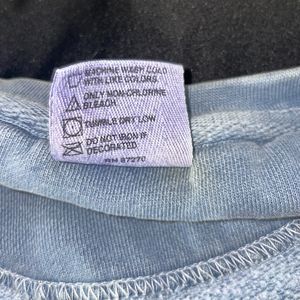 MACHINE WASH COLD
WITH LIKE COLORS.
ONLY NON-CHLORINE
BLEACH.
TUMBLE DRY LOW.
DO NOT IRON IF
DECORATED.
RN 67270